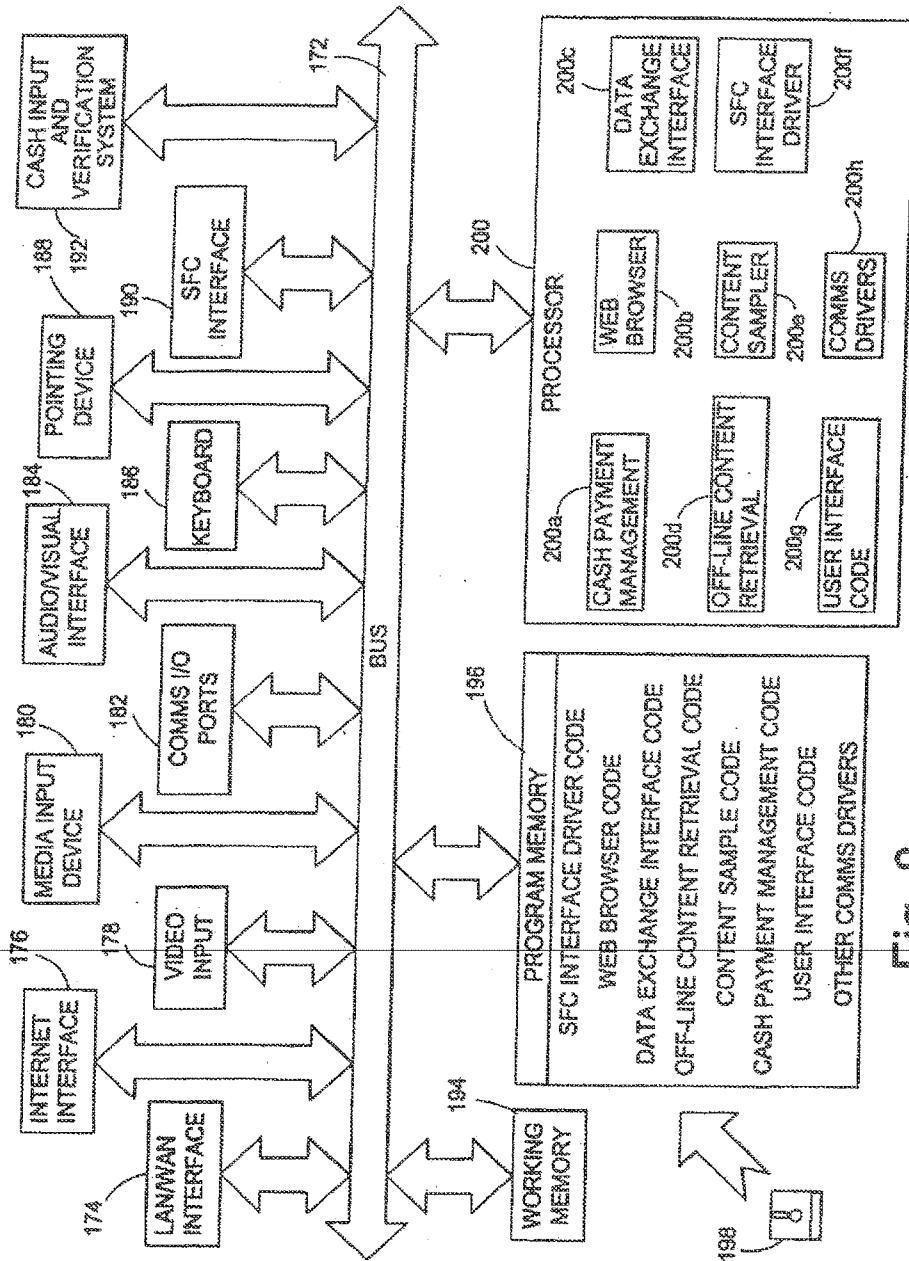 INTERNET
INTERFACE
176
MEDIA INPUT
DEVICE
180
AUDIO/VISUAL
INTERFACE
184
POINTING
DEVICE
188
CASH INPUT
AND
VERIFICATION
SYSTEM
192
LAN/WAN
INTERFACE
174
VIDEO
INPUT
178
COMMS I/O
PORTS
182
KEYBOARD
186
SFC
INTERFACE
190
BUS
172
WORKING
MEMORY
194
198
196
PROGRAM MEMORY
SFC INTERFACE DRIVER CODE
WEB BROWSER CODE
DATA EXCHANGE INTERFACE CODE
OFF-LINE CONTENT RETRIEVAL CODE
CONTENT SAMPLE CODE
CASH PAYMENT MANAGEMENT CODE
USER INTERFACE CODE
OTHER COMMS DRIVERS
200
PROCESSOR
200a
CASH PAYMENT
MANAGEMENT
WEB
BROWSER
200b
200c
DATA
EXCHANGE
INTERFACE
200d
OFF-LINE CONTENT
RETRIEVAL
CONTENT
SAMPLER
200e
SFC
INTERFACE
DRIVER
200f
200g
USER INTERFACE
CODE
COMMS
DRIVERS
200h
Fig.